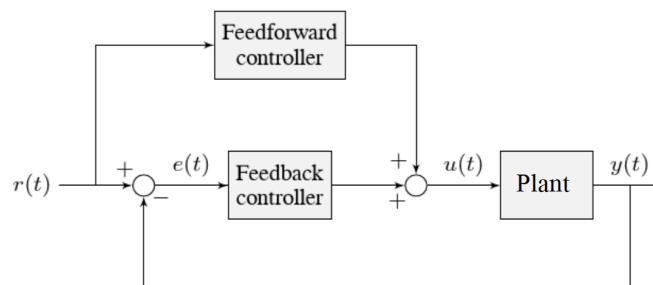 Feedforward
controller
+
r(t)
+
−
e(t)
Feedback
controller
+
u(t)
Plant
y(t)